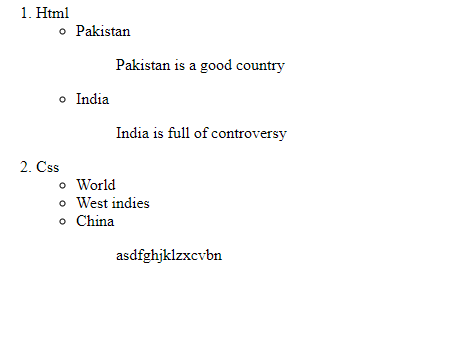 1. Html
Pakistan
Pakistan is a good country
India
India is full of controversy
2. Css
World
West indies
China
asdfghjklzxcvbn